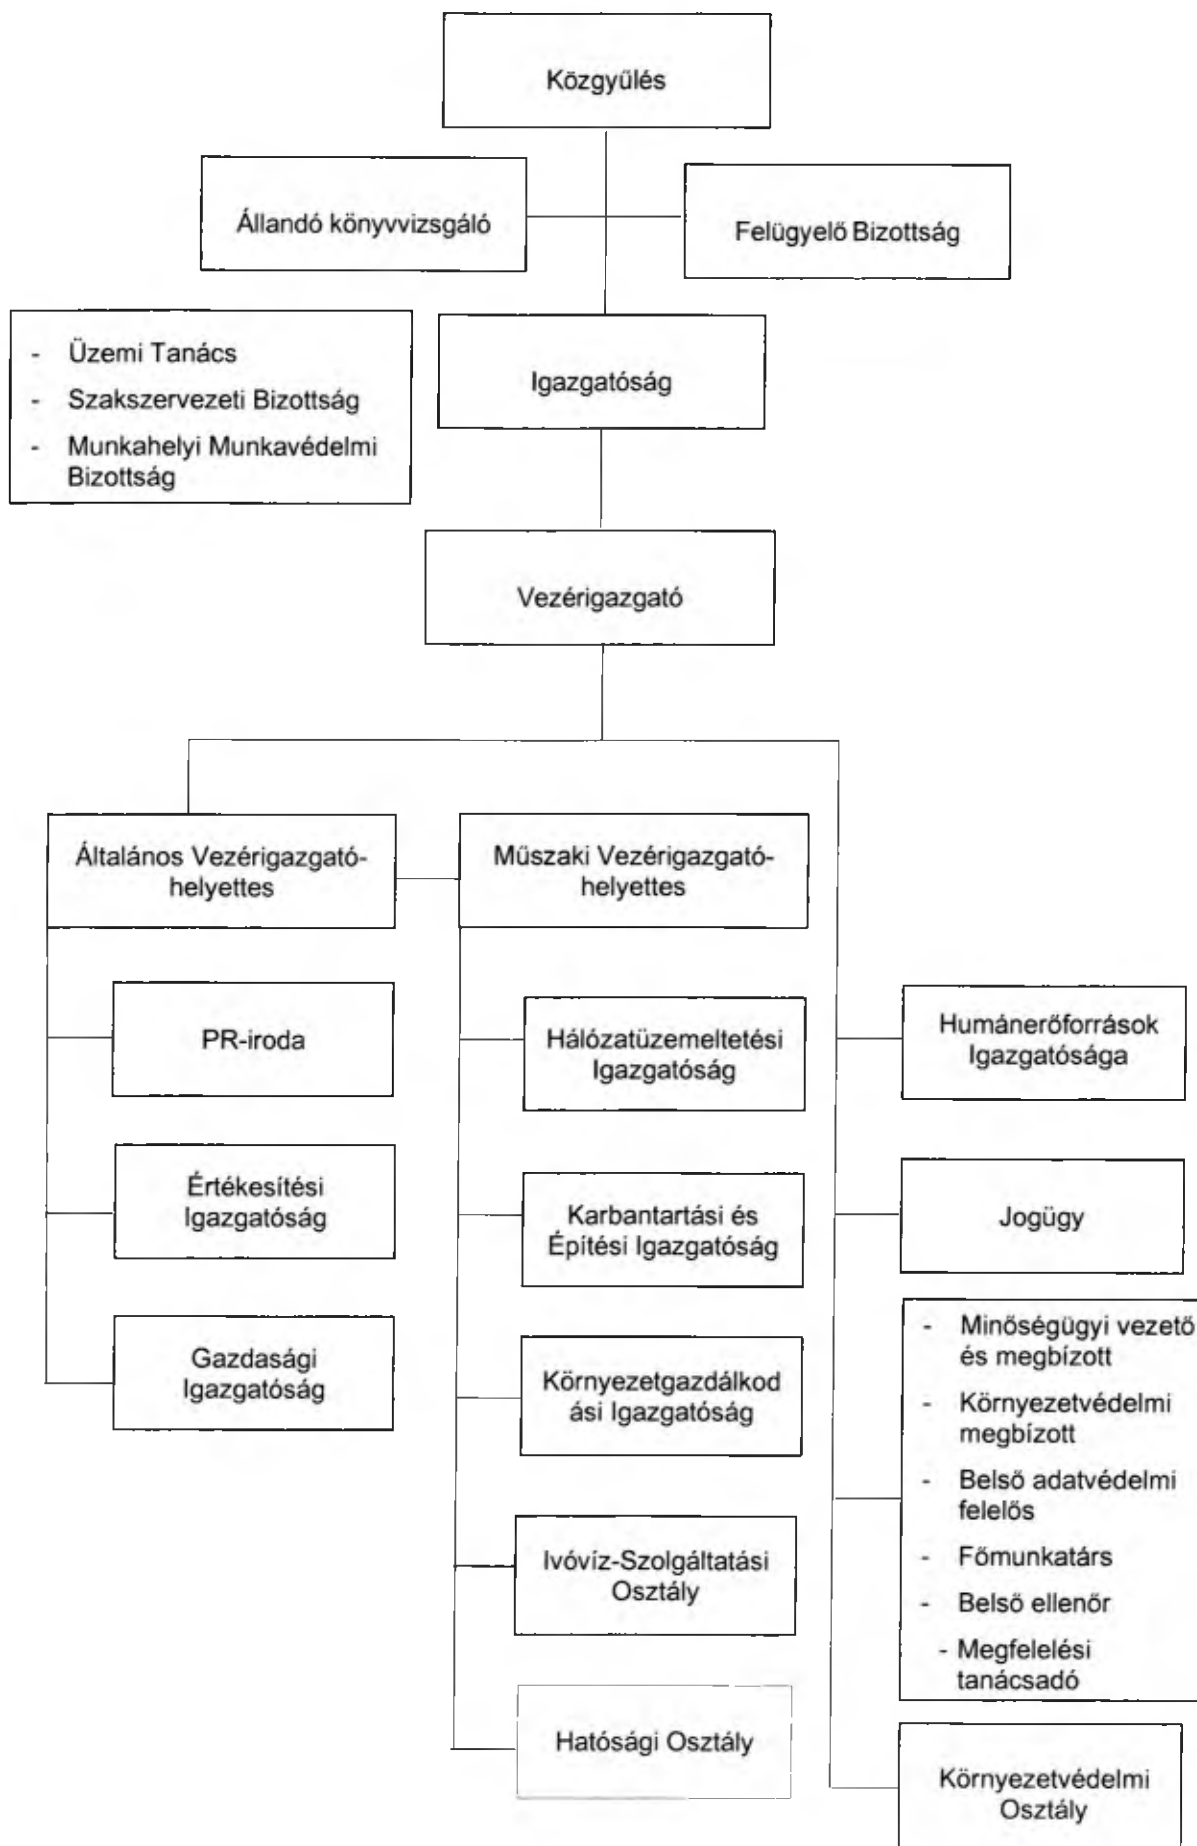 Közgyűlés
Állandó könyvvizsgáló
Felügyelő Bizottság
- Üzemi Tanács
- Szakszervezeti Bizottság
- Munkahelyi Munkavédelmi
Bizottság
Igazgatóság
Vezérigazgató
Általános Vezérigazgató-
helyettes
Műszaki Vezérigazgató-
helyettes
PR-iroda
Értékesítési
Igazgatóság
Gazdasági
Igazgatóság
Hálózatüzemeltetési
Igazgatóság
Karbantartási és
Építési Igazgatóság
Környezetgazdálkod
ási Igazgatóság
Ivóvíz-Szolgáltatási
Osztály
Hatósági Osztály
Humánerőforrások
Igazgatósága
Jogügy
- Minőségügyi vezető
és megbízott
- Környezetvédelmi
megbízott
- Belső adatvédelmi
felelős
- Főmunkatárs
- Belső ellenőr
- Megfelelési
tanácsadó
Környezetvédelmi
Osztály